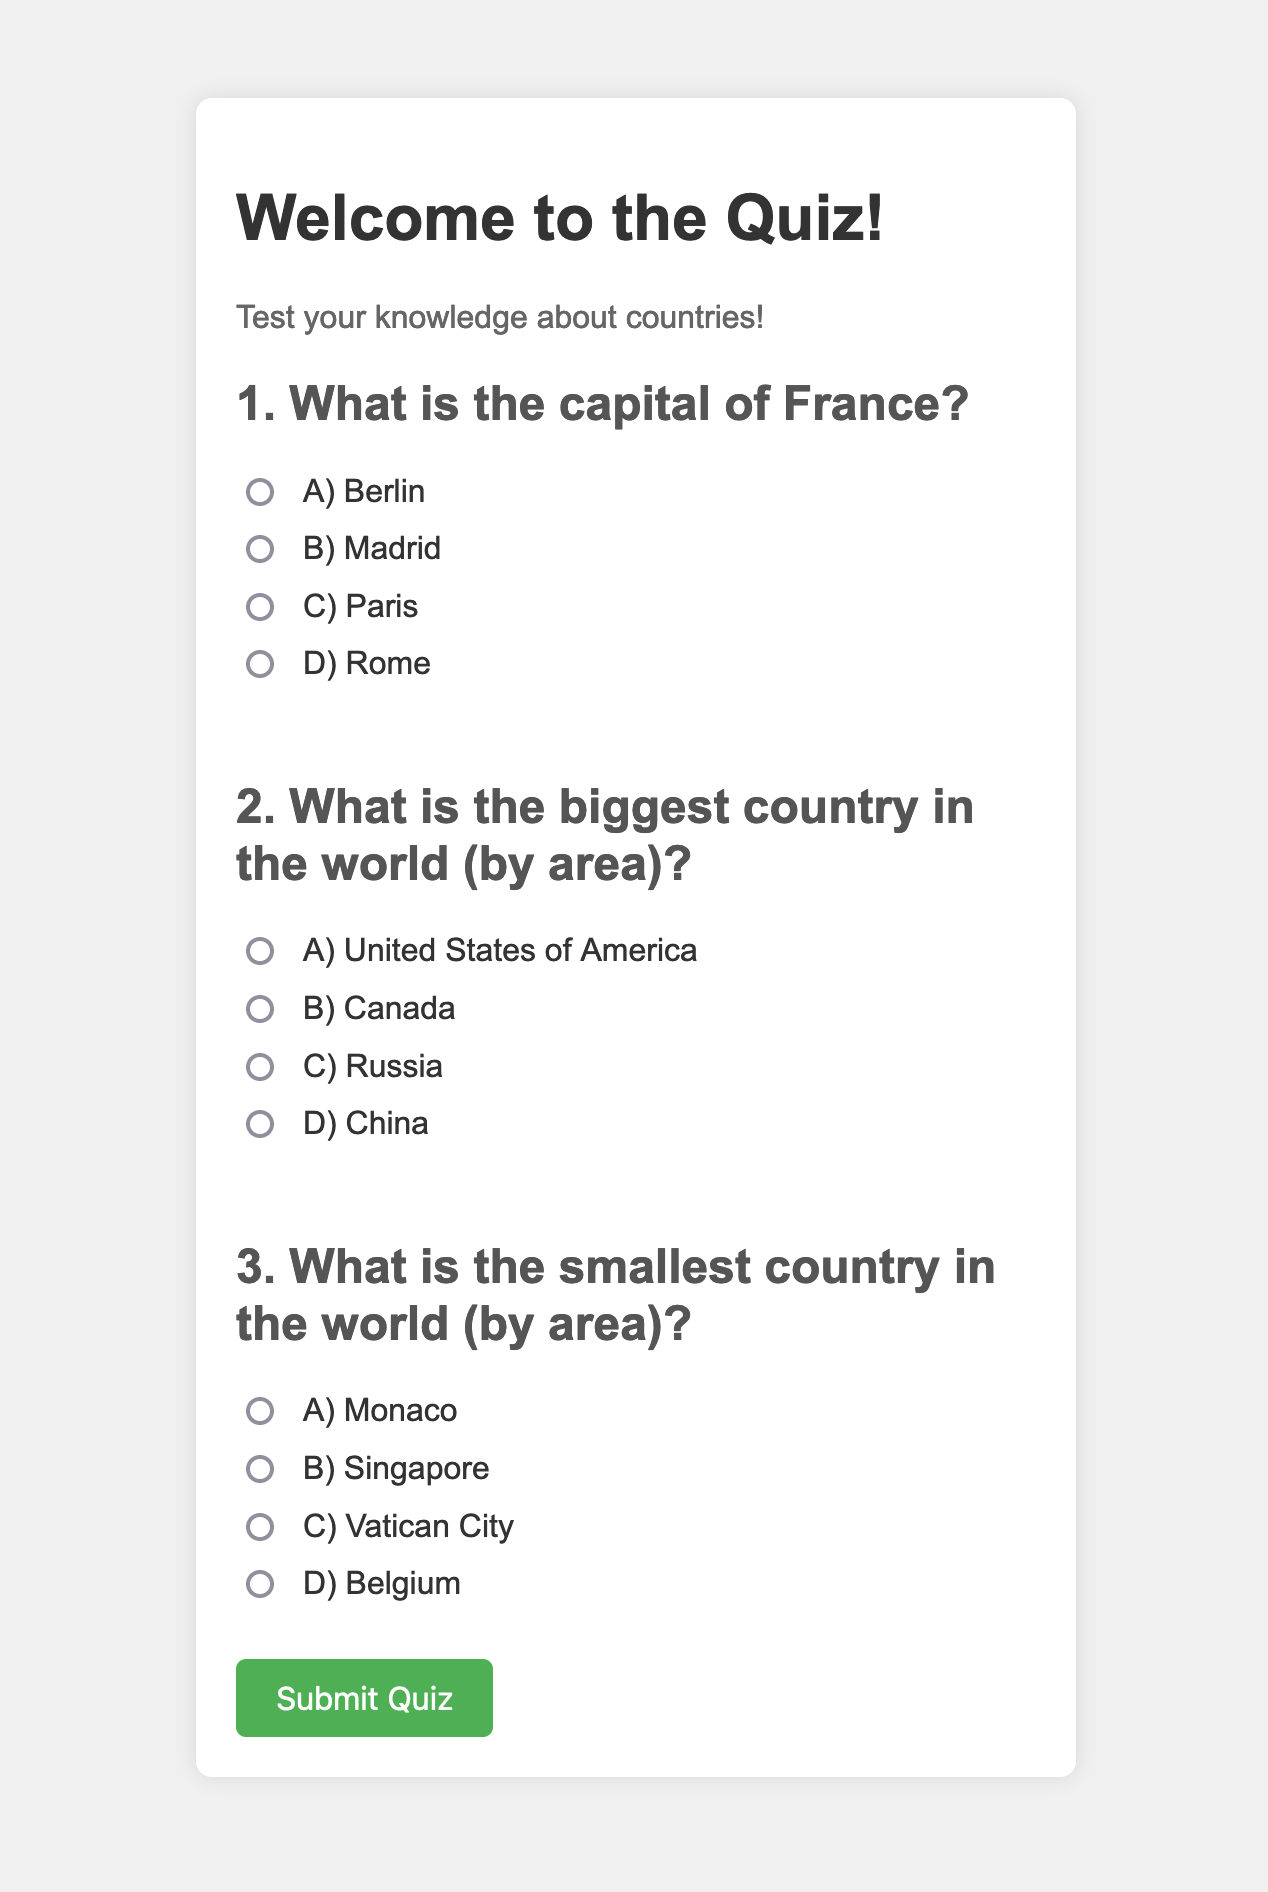 Welcome to the Quiz!
Test your knowledge about countries!
1. What is the capital of France?
A) Berlin
B) Madrid
C) Paris
D) Rome
2. What is the biggest country in
the world (by area)?
A) United States of America
B) Canada
C) Russia
D) China
3. What is the smallest country in
the world (by area)?
A) Monaco
B) Singapore
C) Vatican City
D) Belgium
Submit Quiz